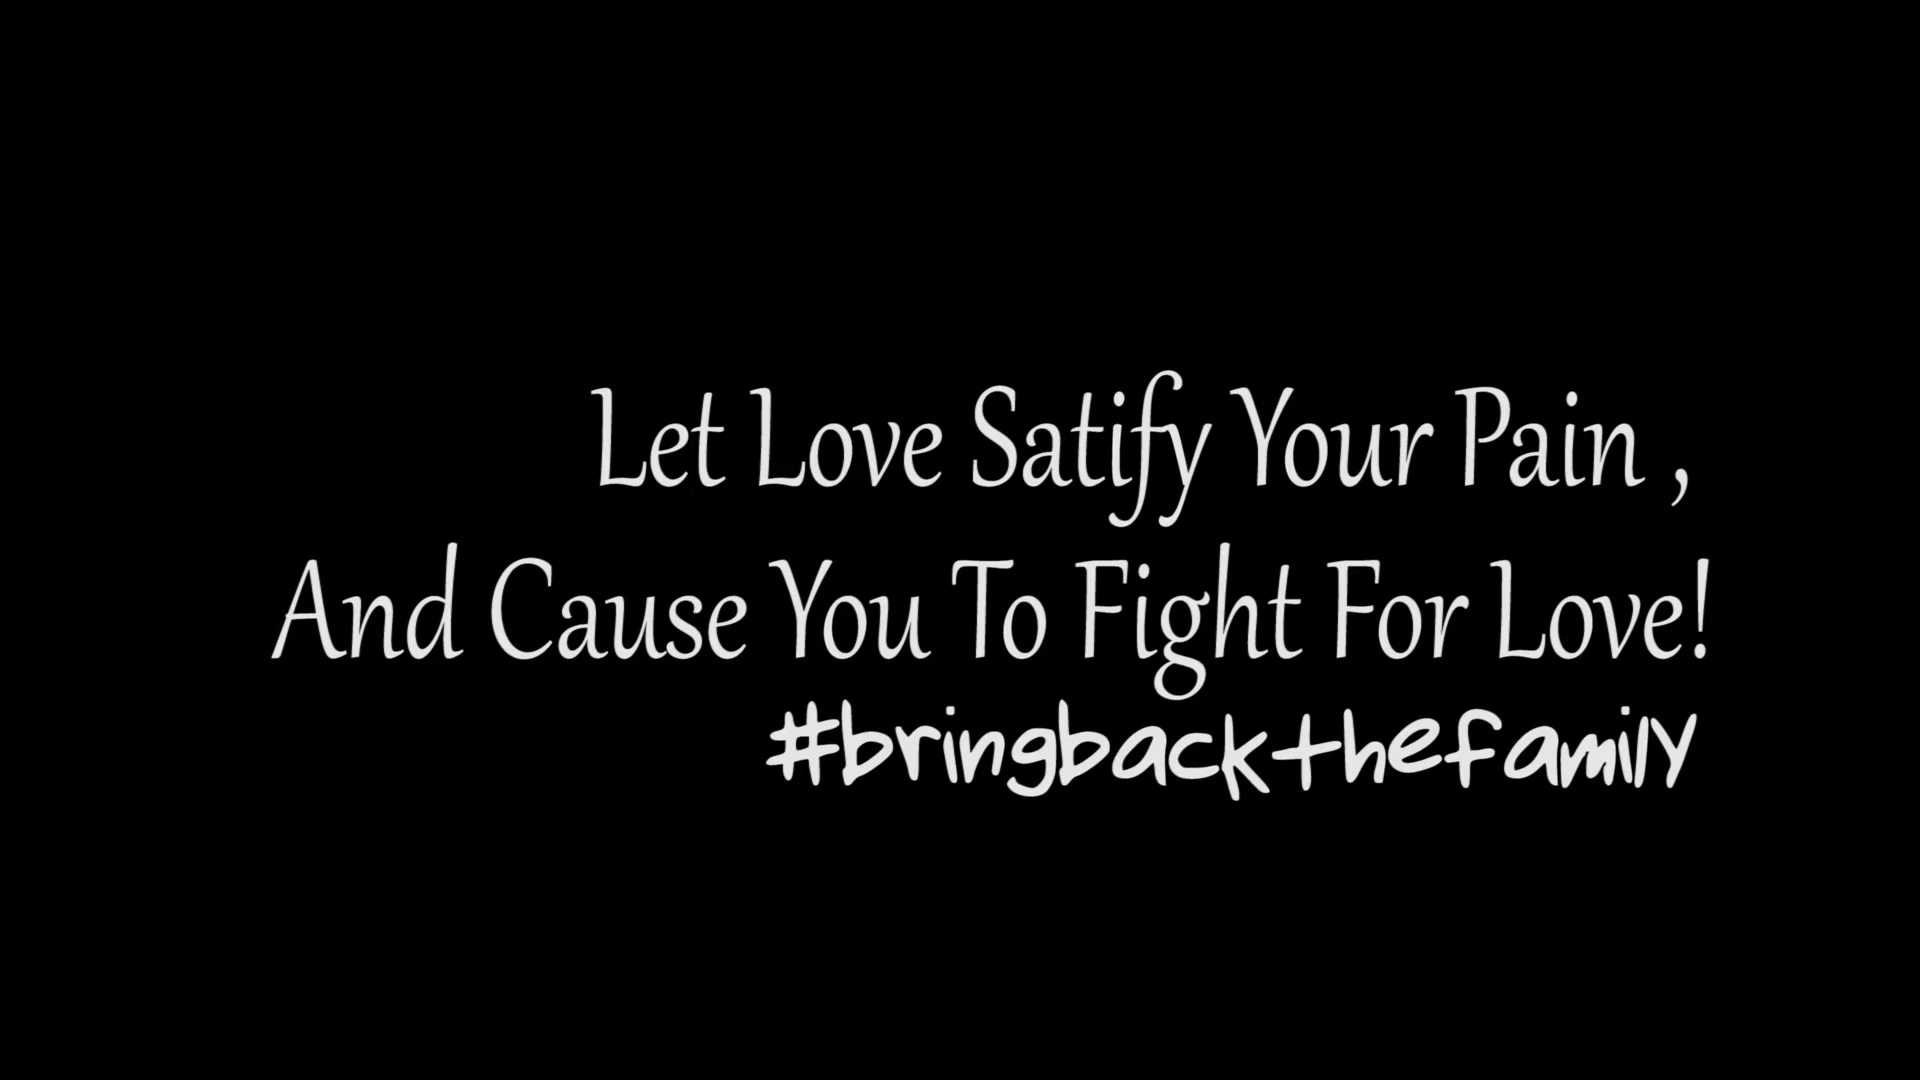 Let Love Satify Your Pain ,
And Cause You To Fight For Love!
#bringbackthefamily